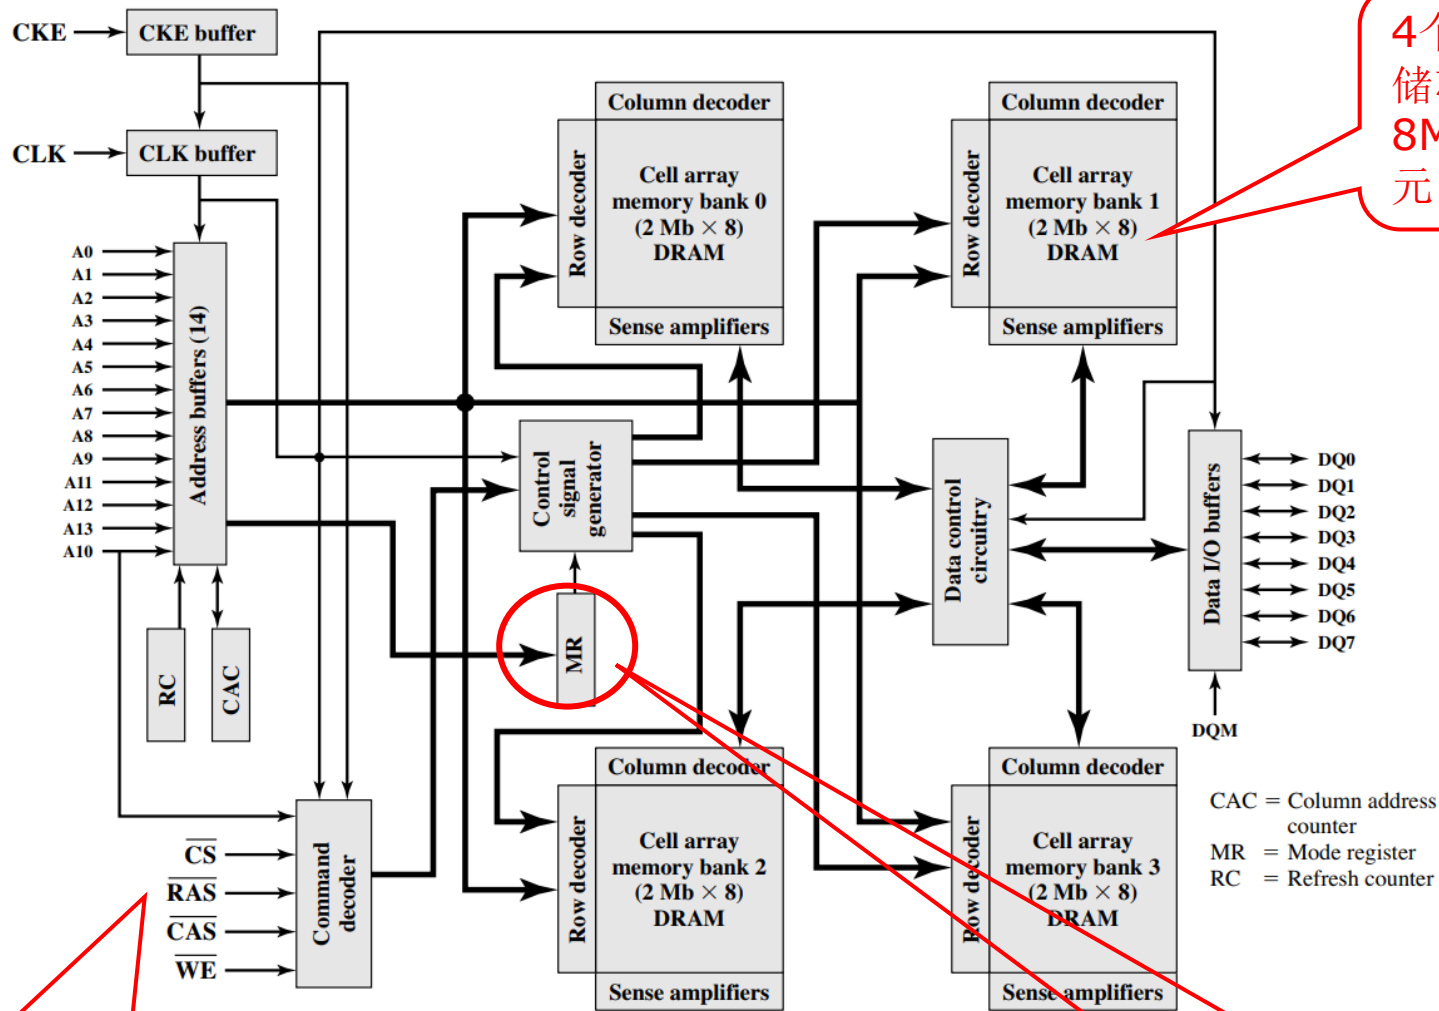 CKE
CKE buffer
CLK
CLK buffer
A0
A1
A2
A3
A4
A5
A6
A7
A8
A9
A11
A12
A13
A10
Address buffers (14)
RC
CAC
CS
RAS
CAS
WE
Command
decoder
Control
signal
generator
MR
Column decoder
Row decoder
Cell array
memory bank 0
(2 Mb × 8)
DRAM
Sense amplifiers
Column decoder
Row decoder
Cell array
memory bank 1
(2 Mb × 8)
DRAM
Sense amplifiers
Column decoder
Row decoder
Cell array
memory bank 2
(2 Mb × 8)
DRAM
Sense amplifiers
Column decoder
Row decoder
Cell array
memory bank 3
(2 Mb × 8)
DRAM
Sense amplifiers
Data control
circuitry
Data I/O buffers
DQ0
DQ1
DQ2
DQ3
DQ4
DQ5
DQ6
DQ7
DQM
CAC = Column address
counter
MR = Mode register
RC = Refresh counter
4个
储
8M
元